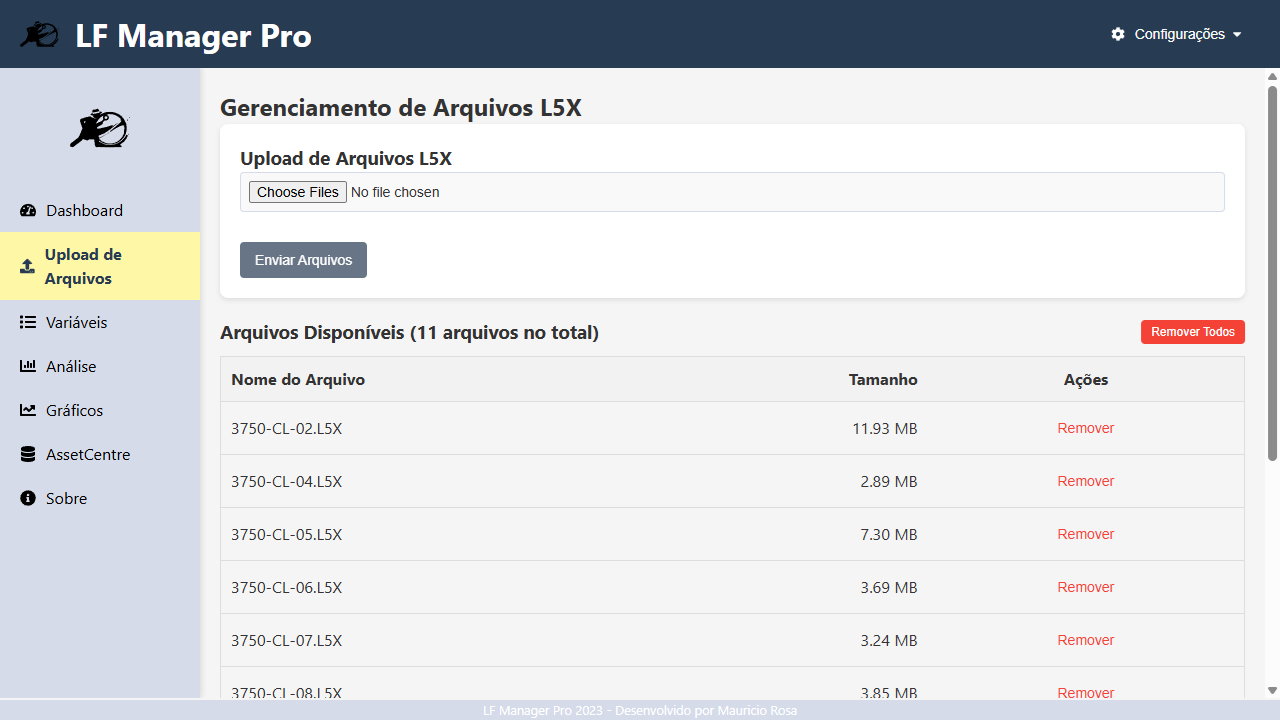 LF Manager Pro
Configurações
Dashboard
Upload de
Arquivos
Variáveis
Análise
Gráficos
AssetCentre
Sobre
Gerenciamento de Arquivos L5X
Upload de Arquivos L5X
Choose Files No file chosen
Enviar Arquivos
Arquivos Disponíveis (11 arquivos no total) Remover Todos
Nome do Arquivo Tamanho Ações
3750-CL-02.L5X 11.93 MB Remover
3750-CL-04.L5X 2.89 MB Remover
3750-CL-05.L5X 7.30 MB Remover
3750-CL-06.L5X 3.69 MB Remover
3750-CL-07.L5X 3.24 MB Remover
3750-CL-08.L5X 3.85 MB Remover
LF Manager Pro 2023 - Desenvolvido por Mauricio Rosa